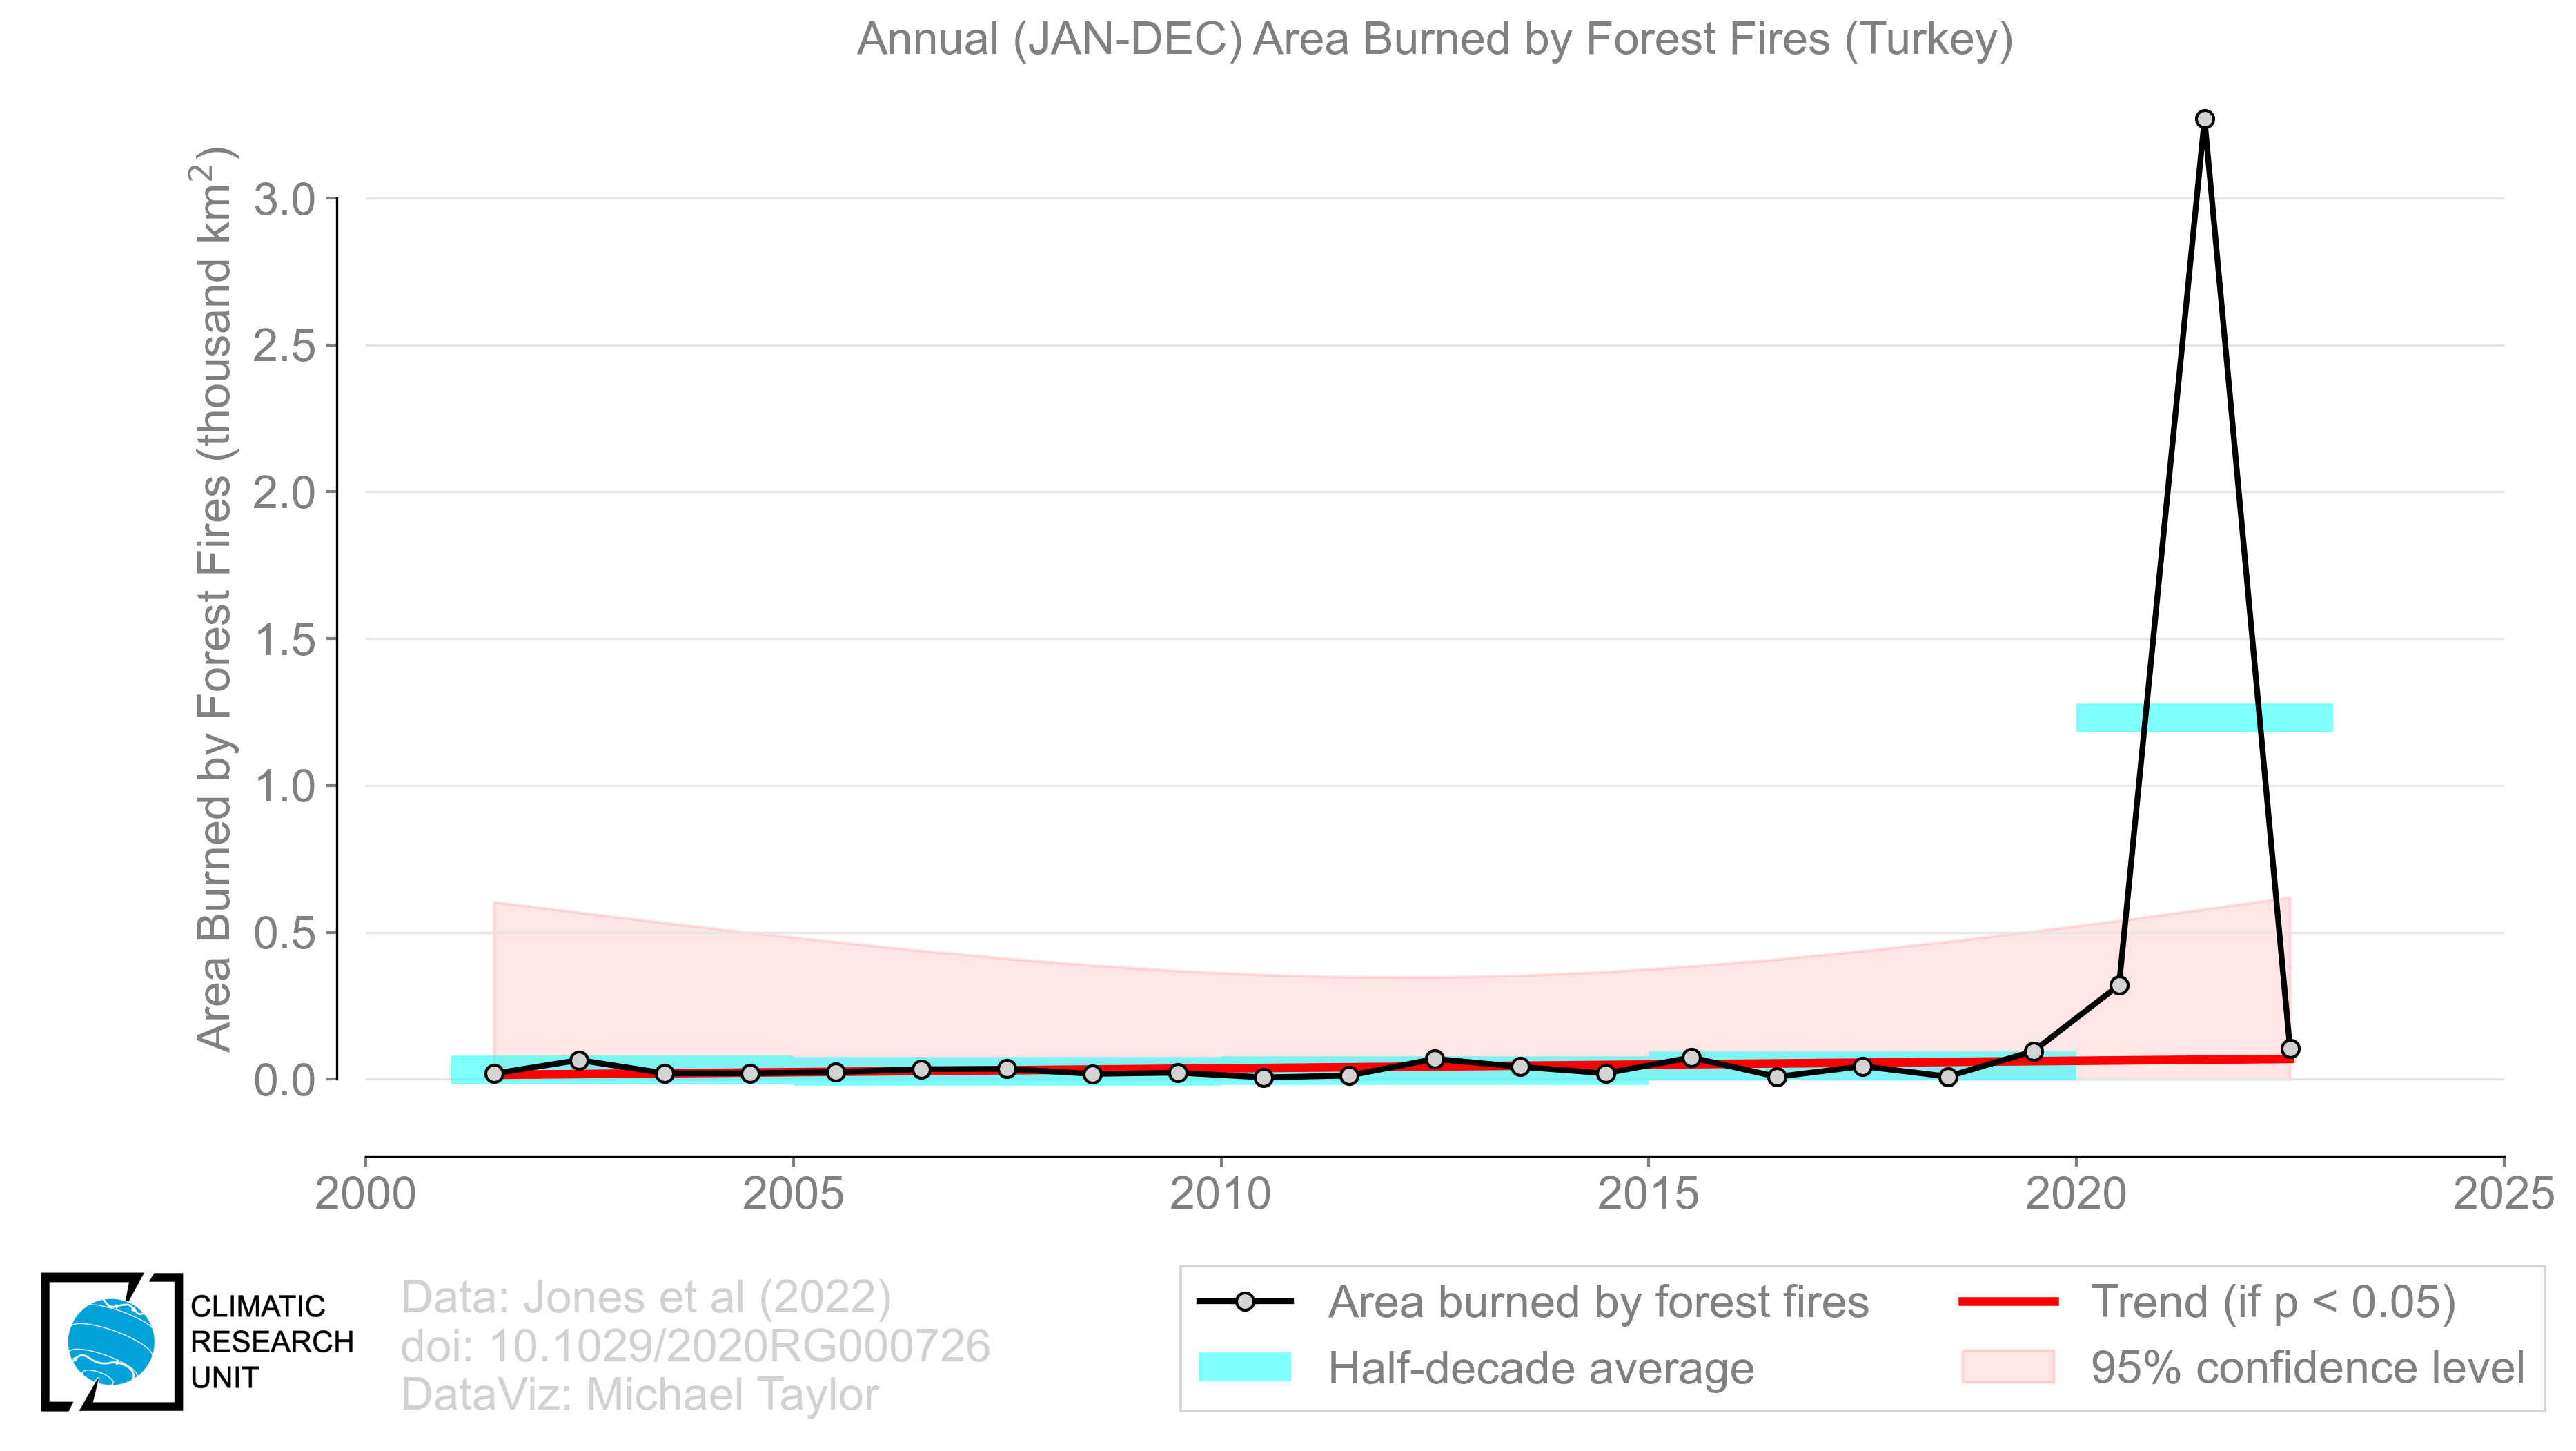 Annual (JAN-DEC) Area Burned by Forest Fires (Turkey)
Area Burned by Forest Fires (thousand km²)
3.0
2.5
2.0
1.5
1.0
0.5
0.0
2000 2005 2010 2015 2020 2025
CLIMATIC
RESEARCH
UNIT
Data: Jones et al (2022)
doi: 10.1029/2020RG000726
DataViz: Michael Taylor
Area burned by forest fires
Half-decade average
Trend (if p < 0.05)
95% confidence level